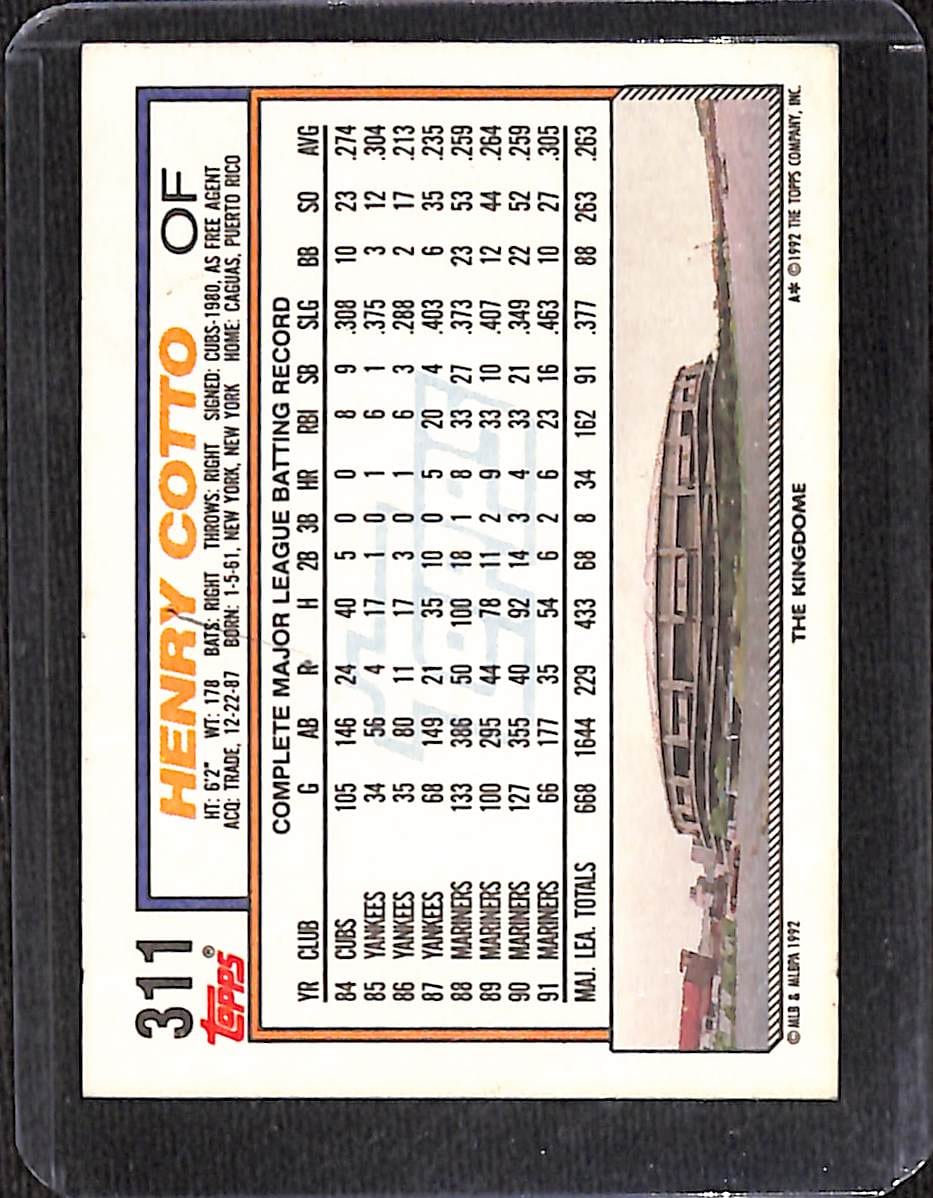 311
TOPPS®
HENRY COTTO OF
HT: 6'2" WT: 178 BATS: RIGHT THROWS: RIGHT SIGNED: CUBS-1980, AS FREE AGENT
ACQ: TRADE, 12-22-87 BORN: 1-5-61, NEW YORK, NEW YORK HOME: CAGUAS, PUERTO RICO
COMPLETE MAJOR LEAGUE BATTING RECORD
YR CLUB G AB R H 2B 3B HR RBI SB SLG BB SO AVG
84 CUBS 105 146 24 40 5 0 0 8 9 .308 10 23 .274
85 YANKEES 34 56 4 17 1 0 1 6 1 .375 3 12 .304
86 YANKEES 35 80 11 17 3 0 1 6 3 .288 2 17 .213
87 YANKEES 68 149 21 35 10 0 5 20 4 .403 6 35 .235
88 MARINERS 133 386 50 100 18 1 8 33 27 .373 23 53 .259
89 MARINERS 100 295 44 78 11 2 9 33 10 .407 12 44 .264
90 MARINERS 127 355 40 92 14 3 4 33 21 .349 22 52 .259
91 MARINERS 66 177 35 54 6 2 6 23 16 .463 10 27 .305
MAJ. LEA. TOTALS 668 1644 229 433 68 8 34 162 91 .377 88 263 .263
© MLB & MLBPA 1992
THE KINGDOME
A* © 1992 THE TOPPS COMPANY, INC.